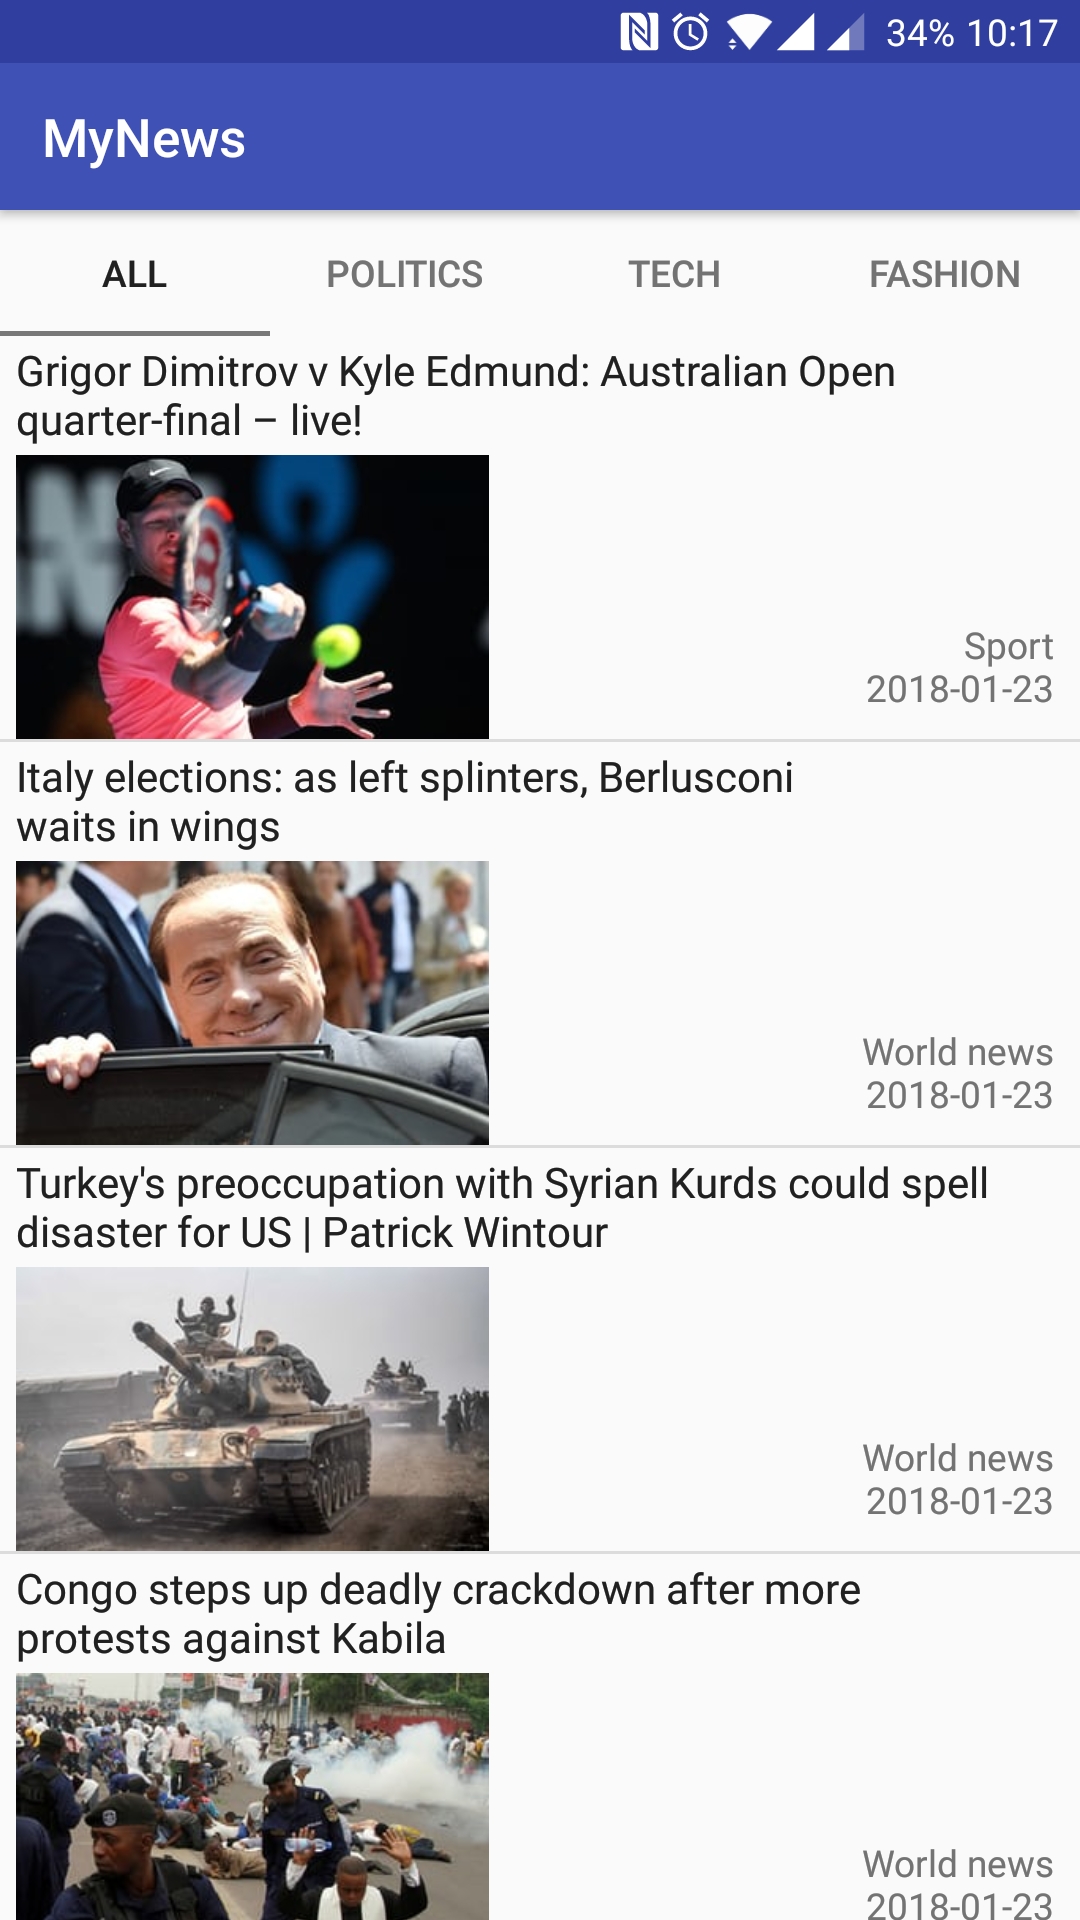 34% 10:17
MyNews
ALL POLITICS TECH FASHION
Grigor Dimitrov v Kyle Edmund: Australian Open
quarter-final – live!
Sport
2018-01-23
Italy elections: as left splinters, Berlusconi
waits in wings
World news
2018-01-23
Turkey's preoccupation with Syrian Kurds could spell
disaster for US | Patrick Wintour
World news
2018-01-23
Congo steps up deadly crackdown after more
protests against Kabila
World news
2018-01-23